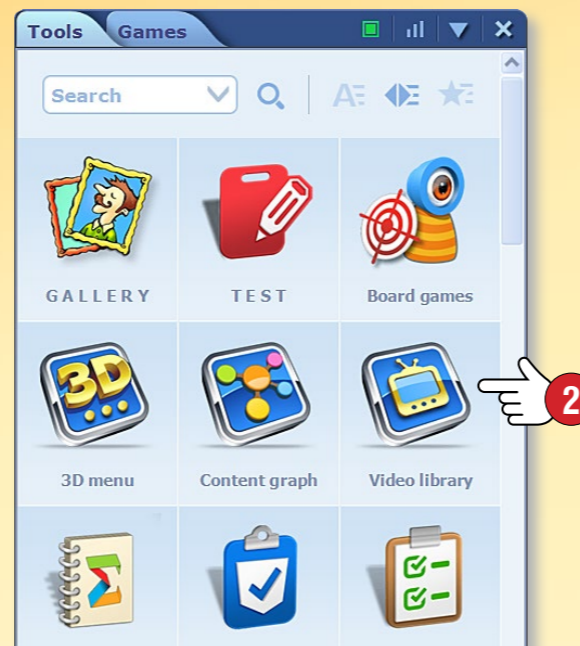 Tools Games
Search
GALLERY TEST Board games
3D
3D menu Content graph Video library
2